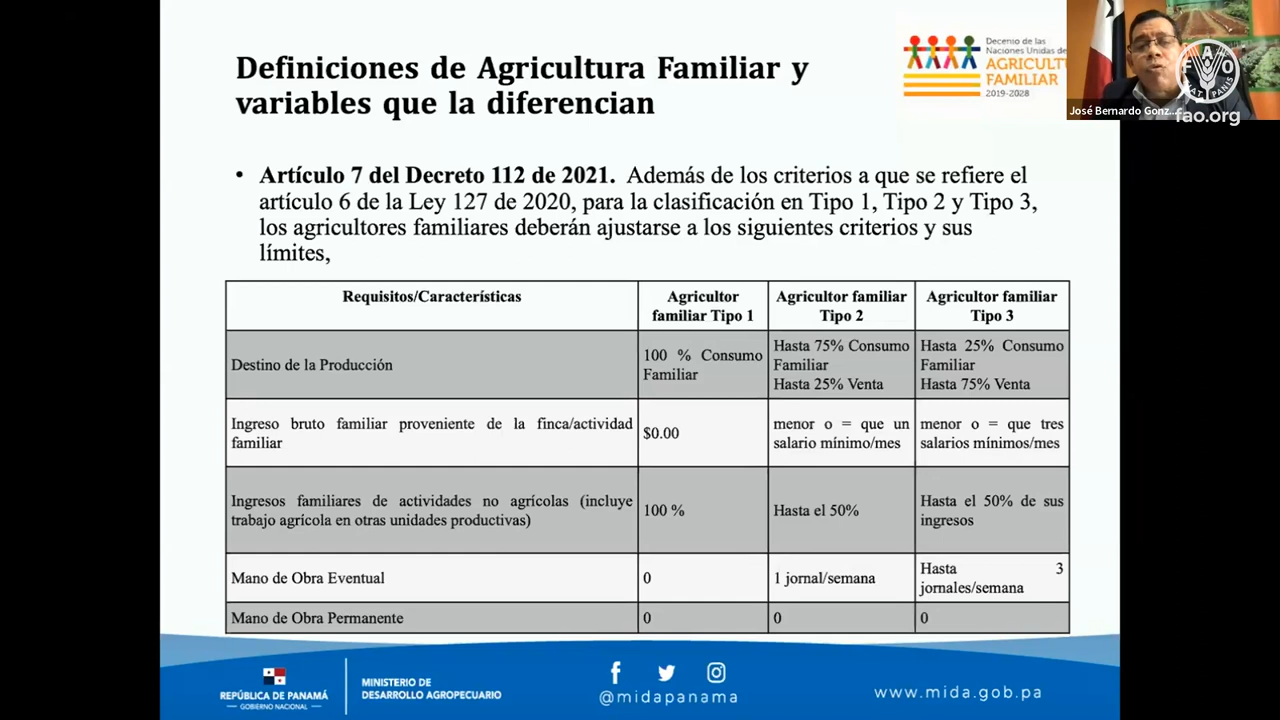 Definiciones de Agricultura Familiar y
variables que la diferencian
Decenio de las
Naciones Unidas de
AGRICULTU
FAMILIAR
2019-2028
FAO
FIAT PANIS
fao.org
José Bernardo Gonz...
• Artículo 7 del Decreto 112 de 2021. Además de los criterios a que se refiere el
artículo 6 de la Ley 127 de 2020, para la clasificación en Tipo 1, Tipo 2 y Tipo 3,
los agricultores familiares deberán ajustarse a los siguientes criterios y sus
límites,
Requisitos/Características
Agricultor
familiar Tipo 1
Agricultor familiar
Tipo 2
Agricultor familiar
Tipo 3
Destino de la Producción
100 % Consumo
Familiar
Hasta 75% Consumo
Familiar
Hasta 25% Venta
Hasta 25% Consumo
Familiar
Hasta 75% Venta
Ingreso bruto familiar proveniente de la finca/actividad
familiar
$0.00
menor o = que un
salario mínimo/mes
menor o = que tres
salarios mínimos/mes
Ingresos familiares de actividades no agrícolas (incluye
trabajo agrícola en otras unidades productivas)
100 %
Hasta el 50%
Hasta el 50% de sus
ingresos
Mano de Obra Eventual
0
1 jornal/semana
Hasta 3
jornales/semana
Mano de Obra Permanente
0
0
0
REPÚBLICA DE PANAMÁ
— GOBIERNO NACIONAL —
MINISTERIO DE
DESARROLLO AGROPECUARIO
@midapanama
www.mida.gob.pa